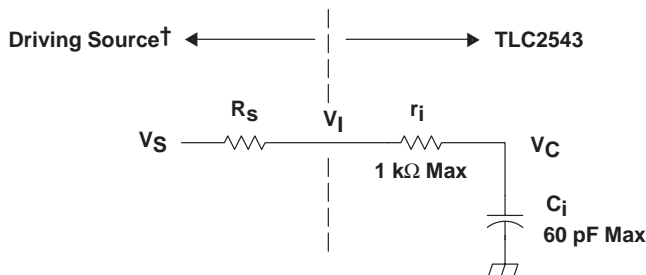 Driving Source†
TLC2543
Rs
VI
ri
VS
VC
1 kΩ Max
Ci
60 pF Max